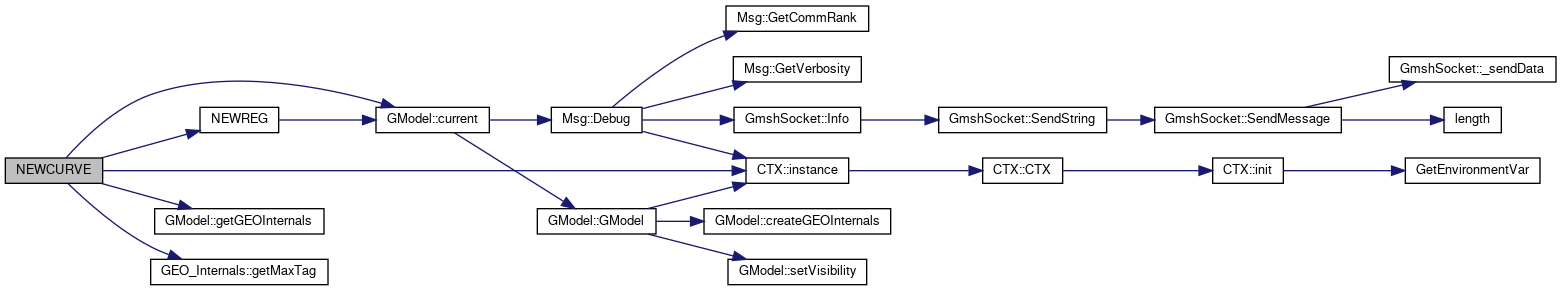 Msg::GetCommRank
Msg::GetVerbosity
GmshSocket::_sendData
NEWREG
GModel::current
Msg::Debug
GmshSocket::Info
GmshSocket::SendString
GmshSocket::SendMessage
length
NEWCURVE
CTX::instance
CTX::CTX
CTX::init
GetEnvironmentVar
GModel::getGEOInternals
GModel::GModel
GModel::createGEOInternals
GEO_Internals::getMaxTag
GModel::setVisibility